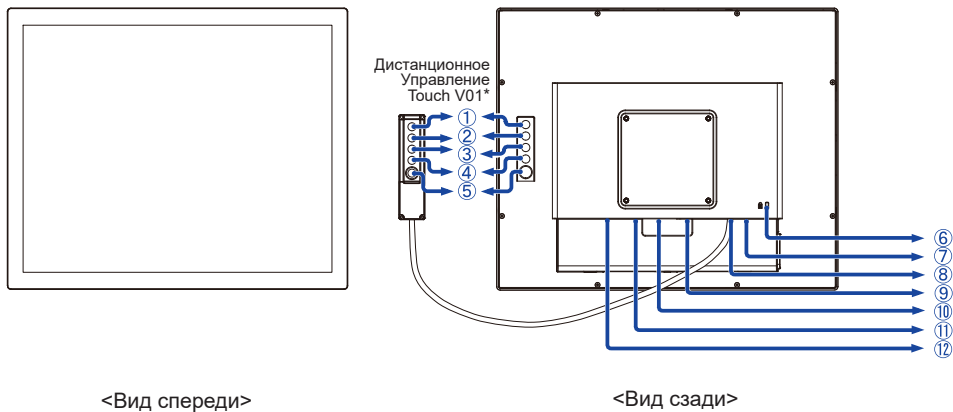 Дистанционное
Управление
Touch V01*
①
②
③
④
⑤
⑥
⑦
⑧
⑨
⑩
⑪
⑫
<Вид спереди>
<Вид сзади>